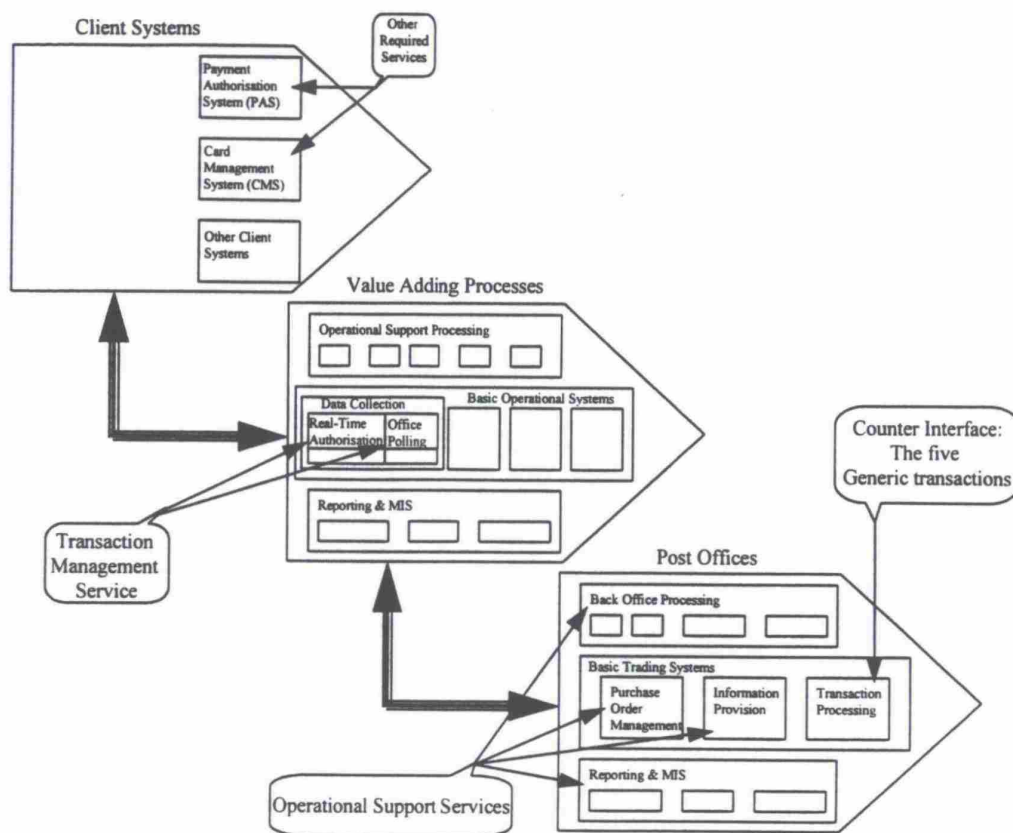 Client Systems
Other
Required
Services
Payment
Authorisation
System (PAS)
Card
Management
System (CMS)
Other Client
Systems
Value Adding Processes
Operational Support Processing
Basic Operational Systems
Data Collection
Real-Time
Authorisation
Office
Polling
Reporting & MIS
Transaction
Management
Service
Counter Interface:
The five
Generic transactions
Post Offices
Back Office Processing
Basic Trading Systems
Purchase
Order
Management
Information
Provision
Transaction
Processing
Reporting & MIS
Operational Support Services